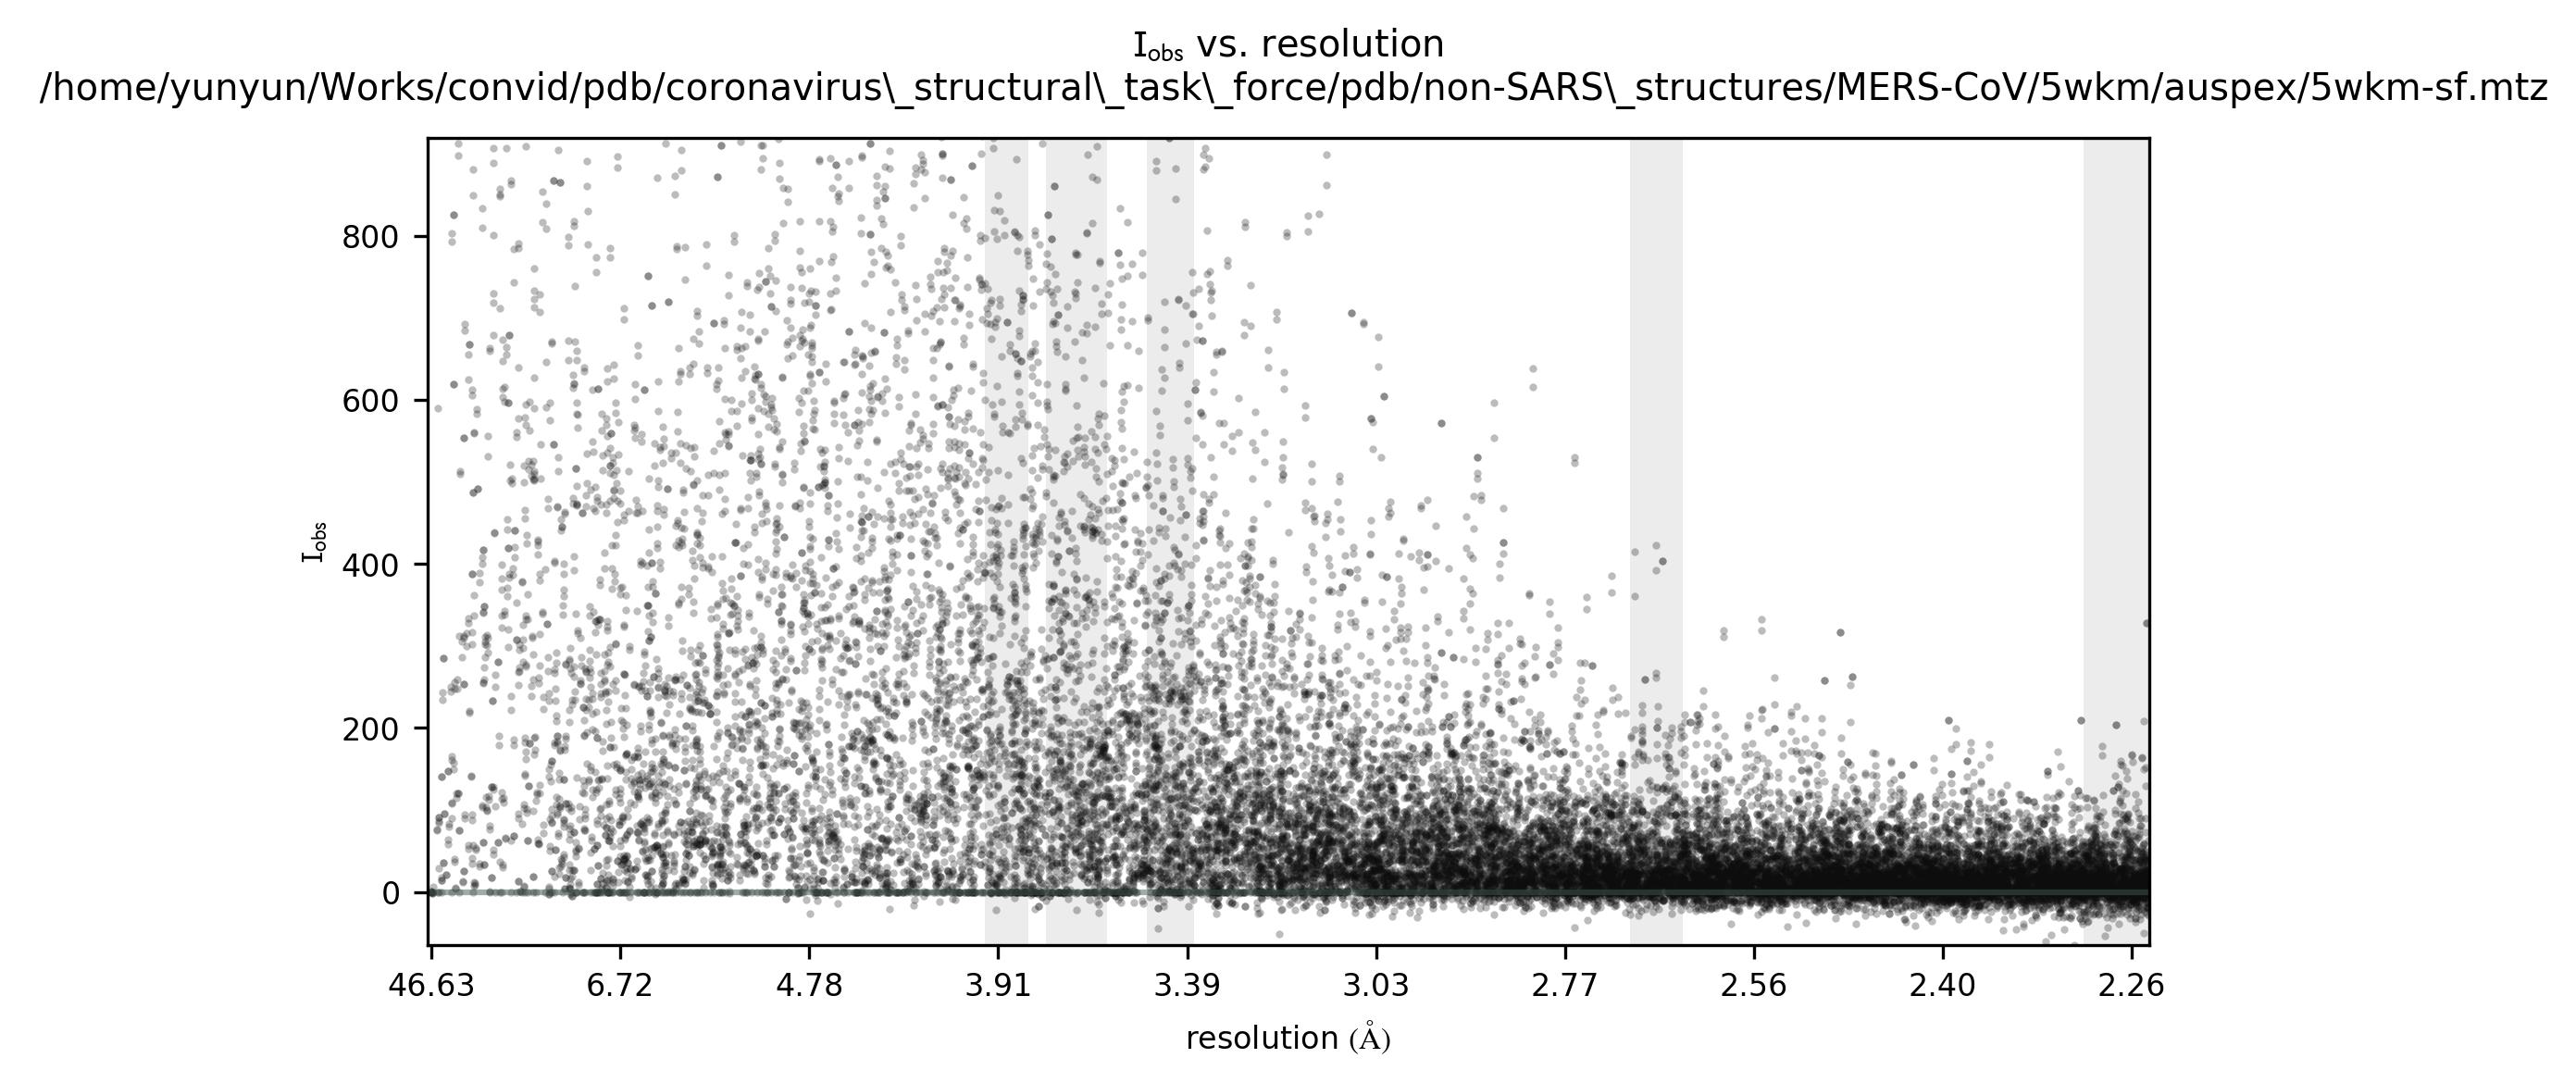 I_obs vs. resolution
/home/yunyun/Works/convid/pdb/coronavirus\_structural\_task\_force/pdb/non-SARS\_structures/MERS-CoV/5wkm/auspex/5wkm-sf.mtz
I_obs
800
600
400
200
0
46.63 6.72 4.78 3.91 3.39 3.03 2.77 2.56 2.40 2.26
resolution (Å)